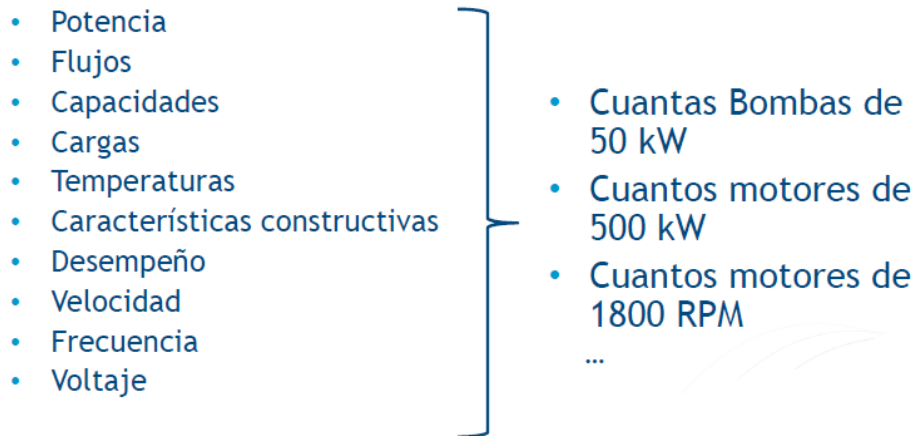 • Potencia
• Flujos
• Capacidades
• Cargas
• Temperaturas
• Características constructivas
• Desempeño
• Velocidad
• Frecuencia
• Voltaje
• Cuantas Bombas de
50 kW
• Cuantos motores de
500 kW
• Cuantos motores de
1800 RPM
...